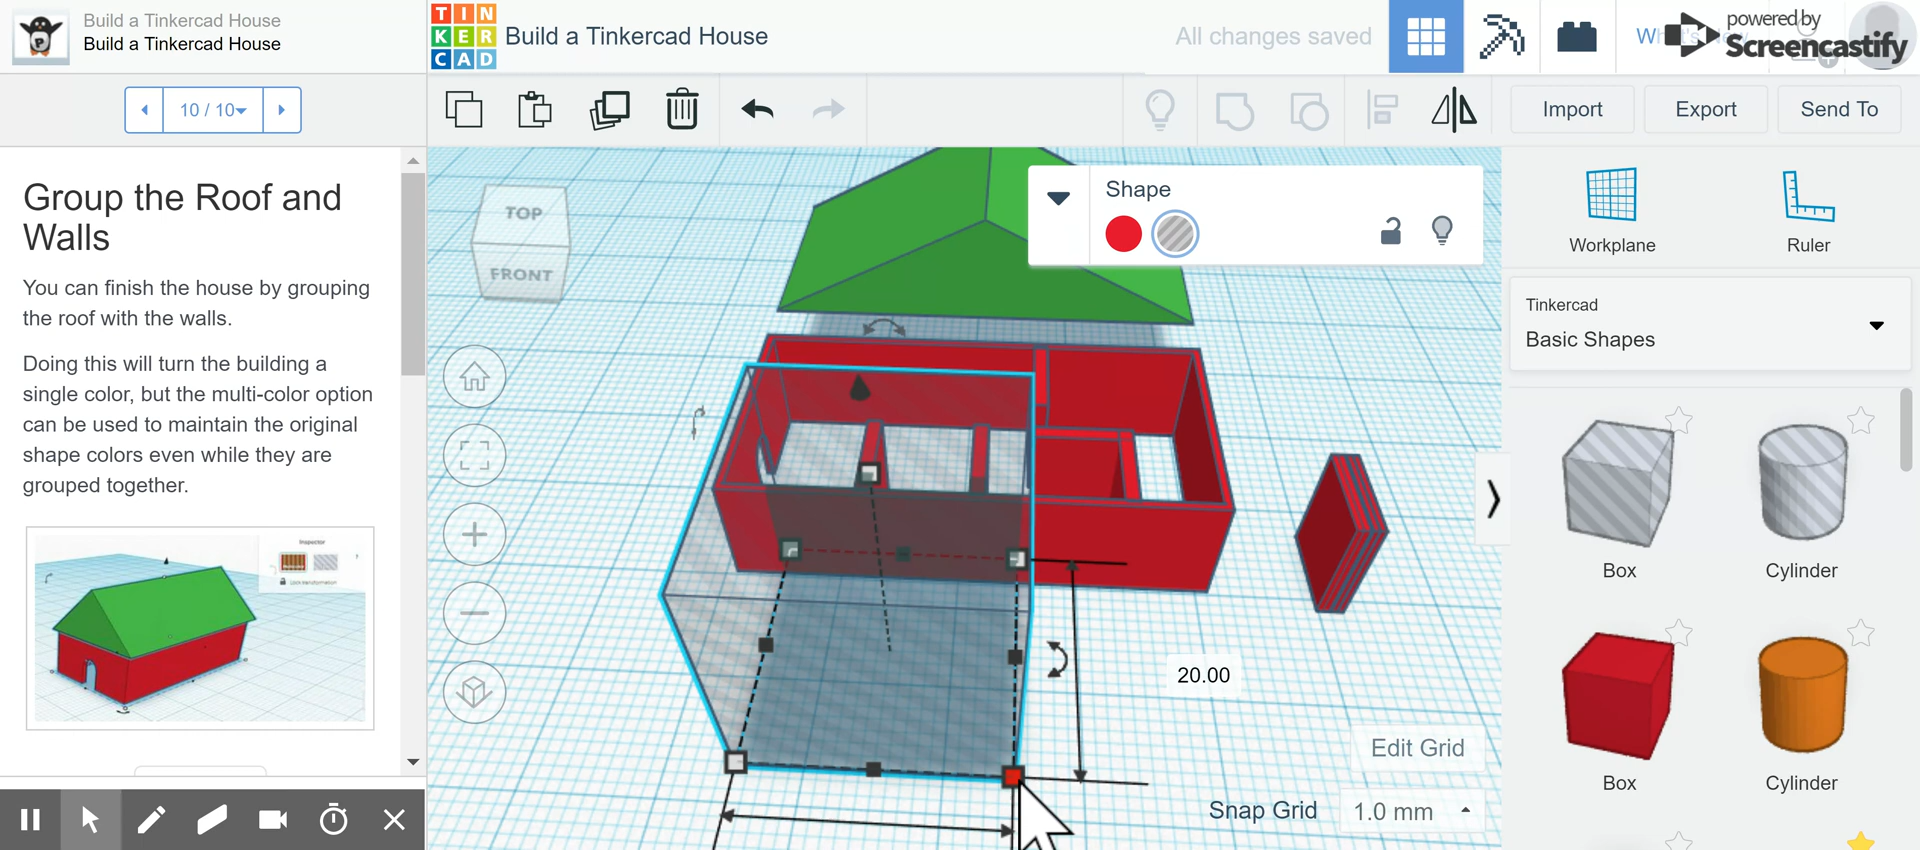 Build a Tinkercad House
Build a Tinkercad House
TIN
KER
CAD
Build a Tinkercad House
All changes saved
powered by
Screencastify
10 / 10
Import
Export
Send To
Group the Roof and
Walls
You can finish the house by grouping
the roof with the walls.
Doing this will turn the building a
single color, but the multi-color option
can be used to maintain the original
shape colors even while they are
grouped together.
Inspector
TOP
FRONT
Shape
20.00
Edit Grid
Snap Grid
1.0 mm
Workplane
Ruler
Tinkercad
Basic Shapes
Box
Cylinder
Box
Cylinder